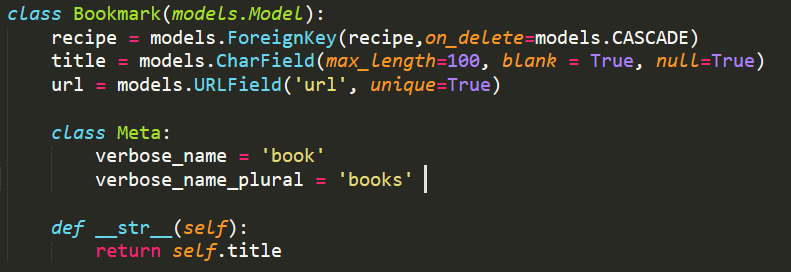 class Bookmark(models.Model):
    recipe = models.ForeignKey(recipe,on_delete=models.CASCADE)
    title = models.CharField(max_length=100, blank = True, null=True)
    url = models.URLField('url', unique=True)

    class Meta:
        verbose_name = 'book'
        verbose_name_plural = 'books'

    def __str__(self):
        return self.title